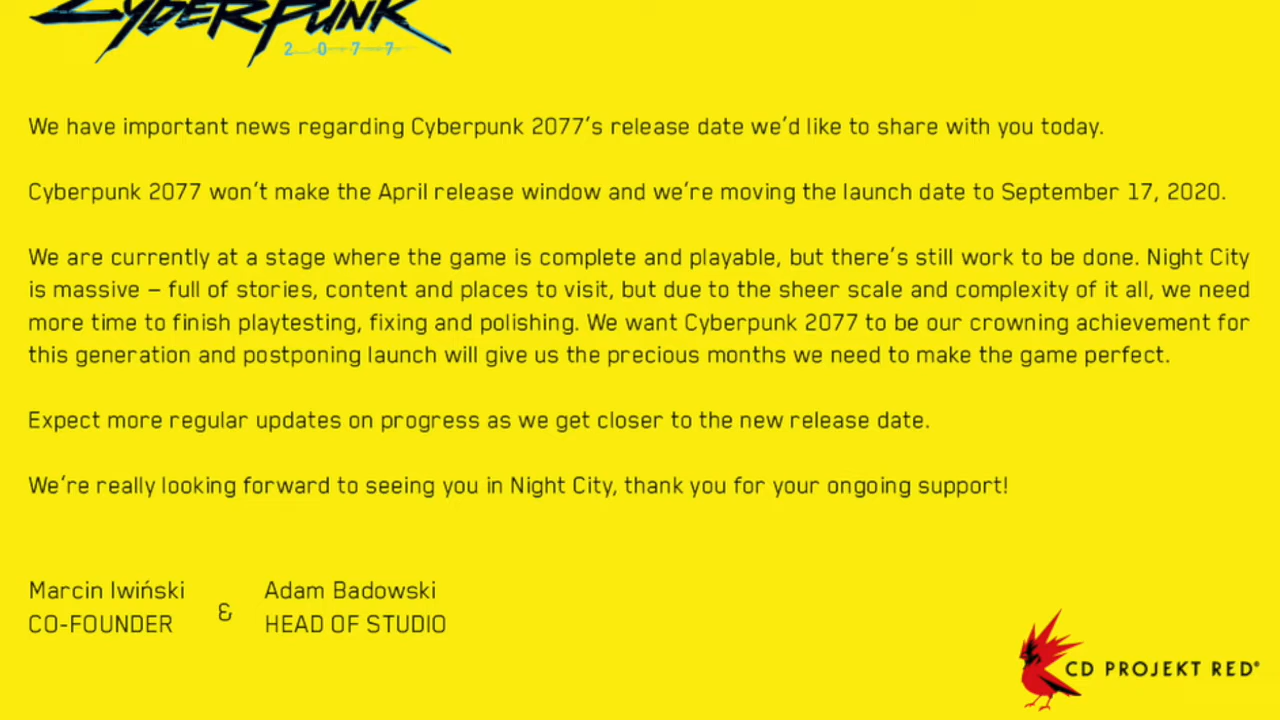 CYBERPUNK
2077
We have important news regarding Cyberpunk 2077's release date we'd like to share with you today.
Cyberpunk 2077 won't make the April release window and we're moving the launch date to September 17, 2020.
We are currently at a stage where the game is complete and playable, but there's still work to be done. Night City
is massive – full of stories, content and places to visit, but due to the sheer scale and complexity of it all, we need
more time to finish playtesting, fixing and polishing. We want Cyberpunk 2077 to be our crowning achievement for
this generation and postponing launch will give us the precious months we need to make the game perfect.
Expect more regular updates on progress as we get closer to the new release date.
We're really looking forward to seeing you in Night City, thank you for your ongoing support!
Marcin Iwiński
CO-FOUNDER
&
Adam Badowski
HEAD OF STUDIO
CD PROJEKT RED®